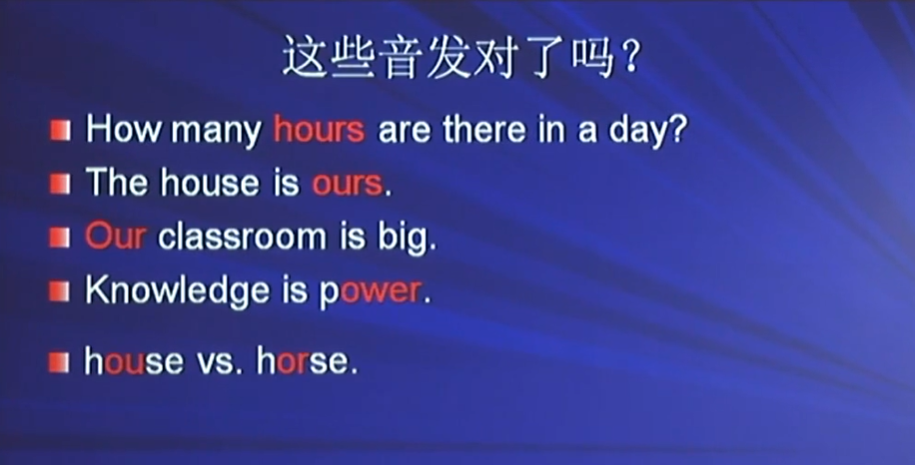 这些音发对了吗？
How many hours are there in a day?
The house is ours.
Our classroom is big.
Knowledge is power.
house vs. horse.